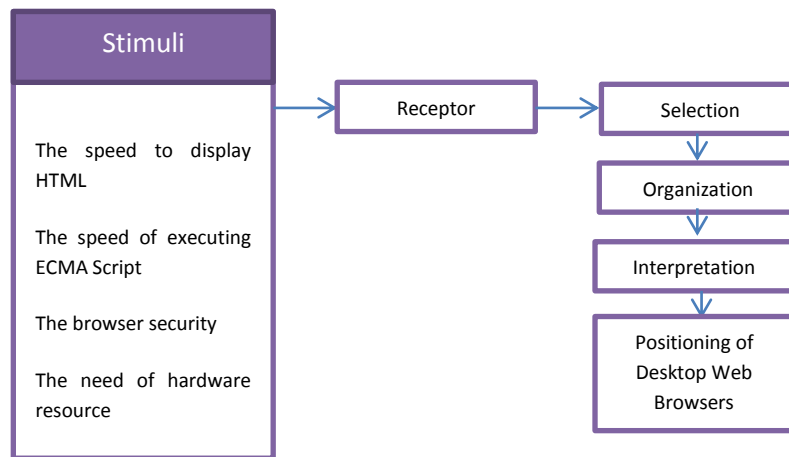 Stimuli
The speed to display
HTML
The speed of executing
ECMA Script
The browser security
The need of hardware
resource
Receptor
Selection
Organization
Interpretation
Positioning of
Desktop Web
Browsers